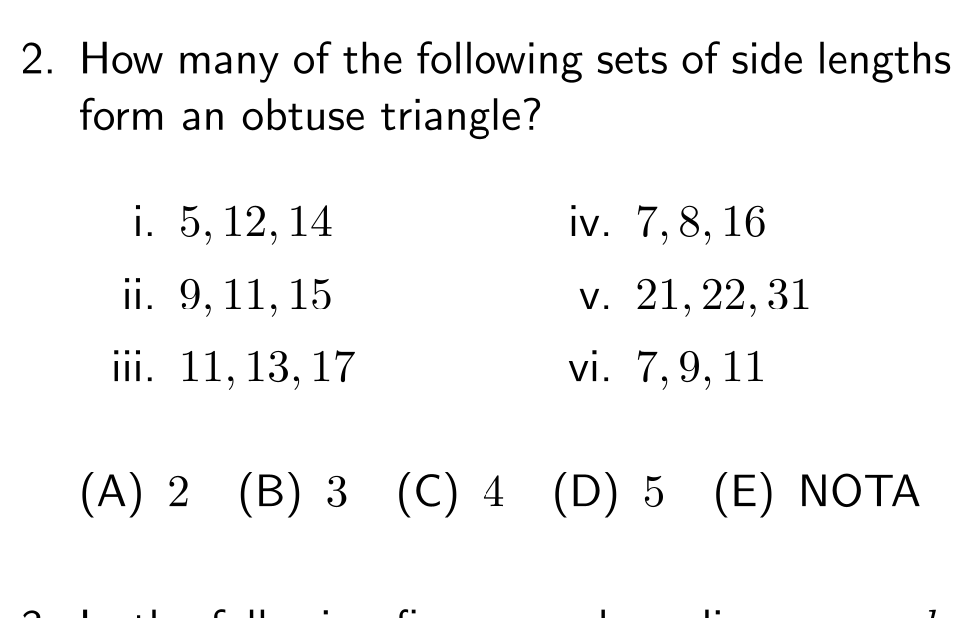 2. How many of the following sets of side lengths
form an obtuse triangle?
i. 5, 12, 14
ii. 9, 11, 15
iii. 11, 13, 17
iv. 7, 8, 16
v. 21, 22, 31
vi. 7, 9, 11
(A) 2 (B) 3 (C) 4 (D) 5 (E) NOTA